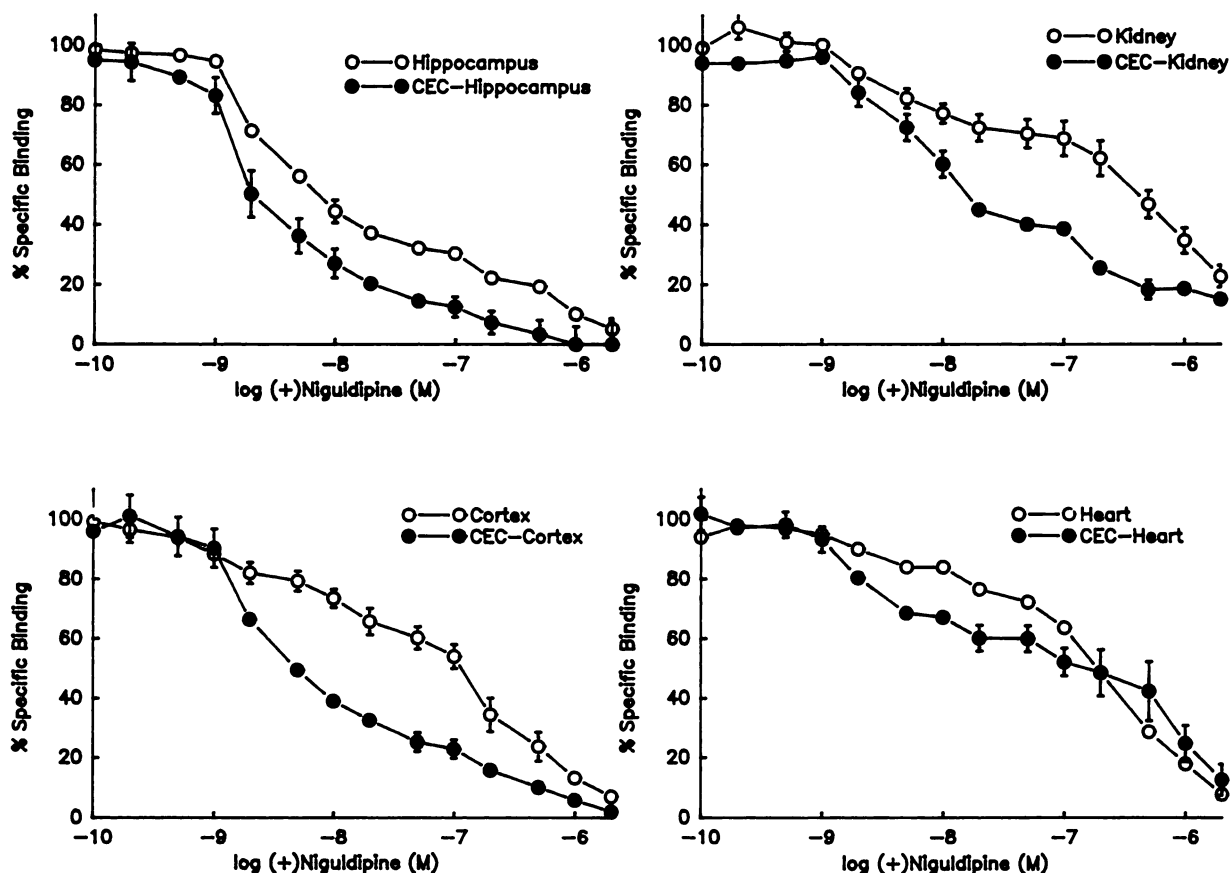 Hippocampus
CEC–Hippocampus
% Specific Binding
100
80
60
40
20
0
−10
−9
−8
−7
−6
log (+)Niguldipine (M)
Kidney
CEC–Kidney
% Specific Binding
100
80
60
40
20
0
−10
−9
−8
−7
−6
log (+)Niguldipine (M)
Cortex
CEC–Cortex
% Specific Binding
100
80
60
40
20
0
−10
−9
−8
−7
−6
log (+)Niguldipine (M)
Heart
CEC–Heart
% Specific Binding
100
80
60
40
20
0
−10
−9
−8
−7
−6
log (+)Niguldipine (M)